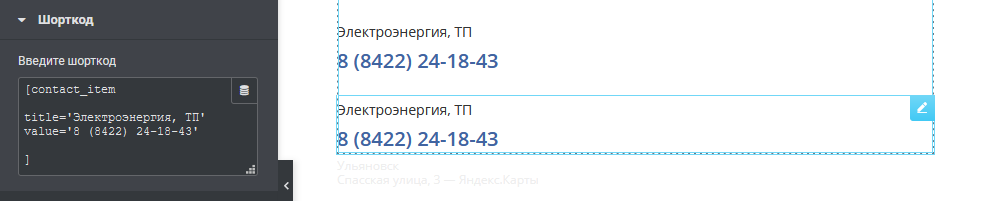 Шорткод
Введите шорткод
[contact_item
title='Электроэнергия, ТП'
value='8 (8422) 24-18-43'
]
Электроэнергия, ТП
8 (8422) 24-18-43
Электроэнергия, ТП
8 (8422) 24-18-43
Ульяновск
Спасская улица, 3 — Яндекс.Карты